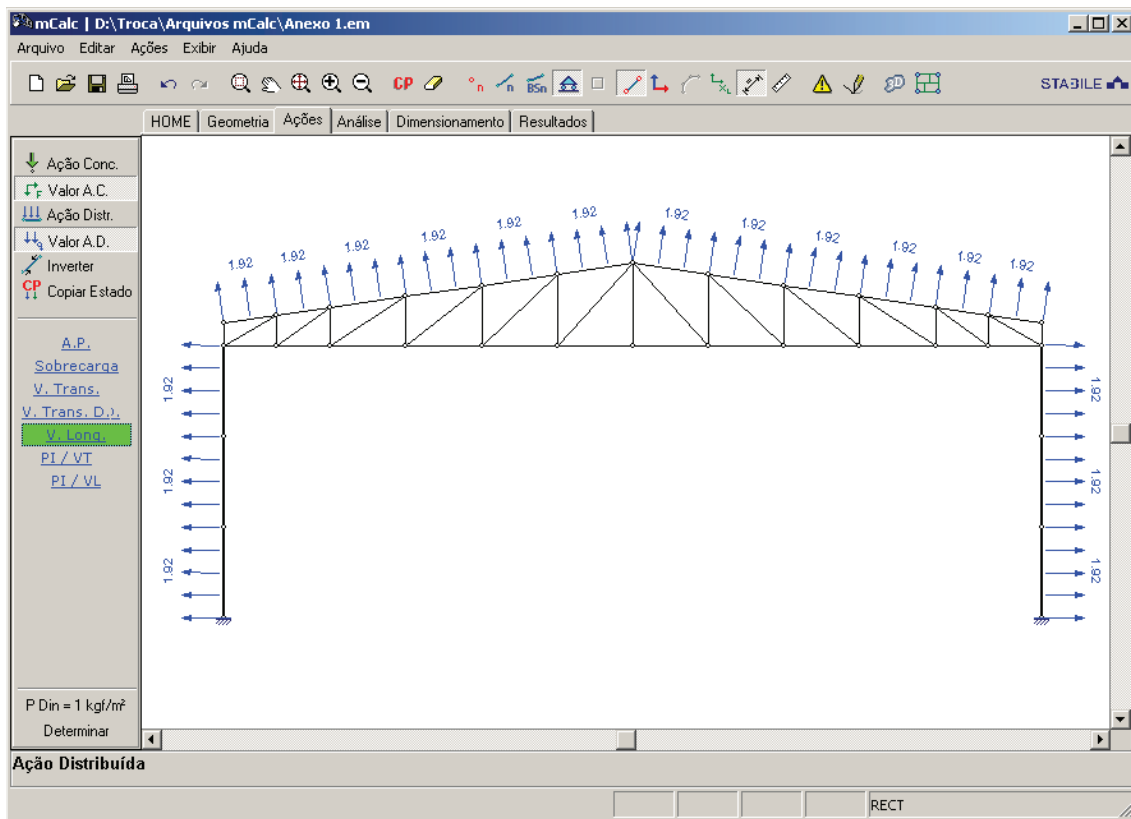 mCalc | D:\Troca\Arquivos mCalc\Anexo 1.em
Arquivo Editar Ações Exibir Ajuda
CP n n BSn XL 3D STABILE
HOME Geometria Ações Análise Dimensionamento Resultados
Ação Conc.
F Valor A.C.
Ação Distr.
q Valor A.D.
Inverter
CP Copiar Estado
A.P.
Sobrecarga
V. Trans.
V. Trans. D.).
V. Long.
PI / VT
PI / VL
P Din = 1 kgf/m²
Determinar
1.92 1.92 1.92 1.92 1.92 1.92 1.92 1.92 1.92 1.92 1.92 1.92
1.92 1.92
1.92 1.92
1.92 1.92
Ação Distribuída
RECT